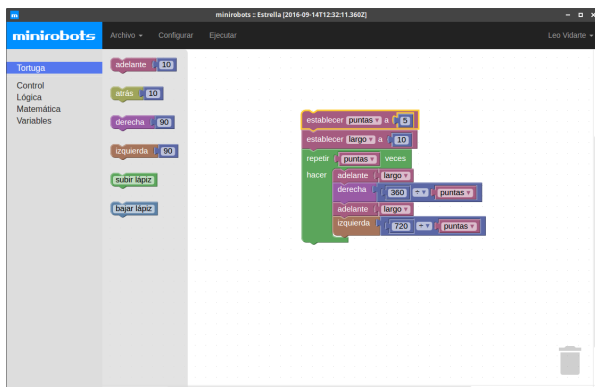 m minirobots :: Estrella [2016-09-14T12:32:11.360Z]
minirobots Archivo Configurar Ejecutar Leo Vidarte
Tortuga
Control
Lógica
Matemática
Variables
adelante 10
atrás 10
derecha 90
izquierda 90
subir lápiz
bajar lápiz
establecer puntas a 5
establecer largo a 10
repetir puntas veces
hacer adelante largo
derecha 360 ÷ puntas
adelante largo
izquierda 720 ÷ puntas